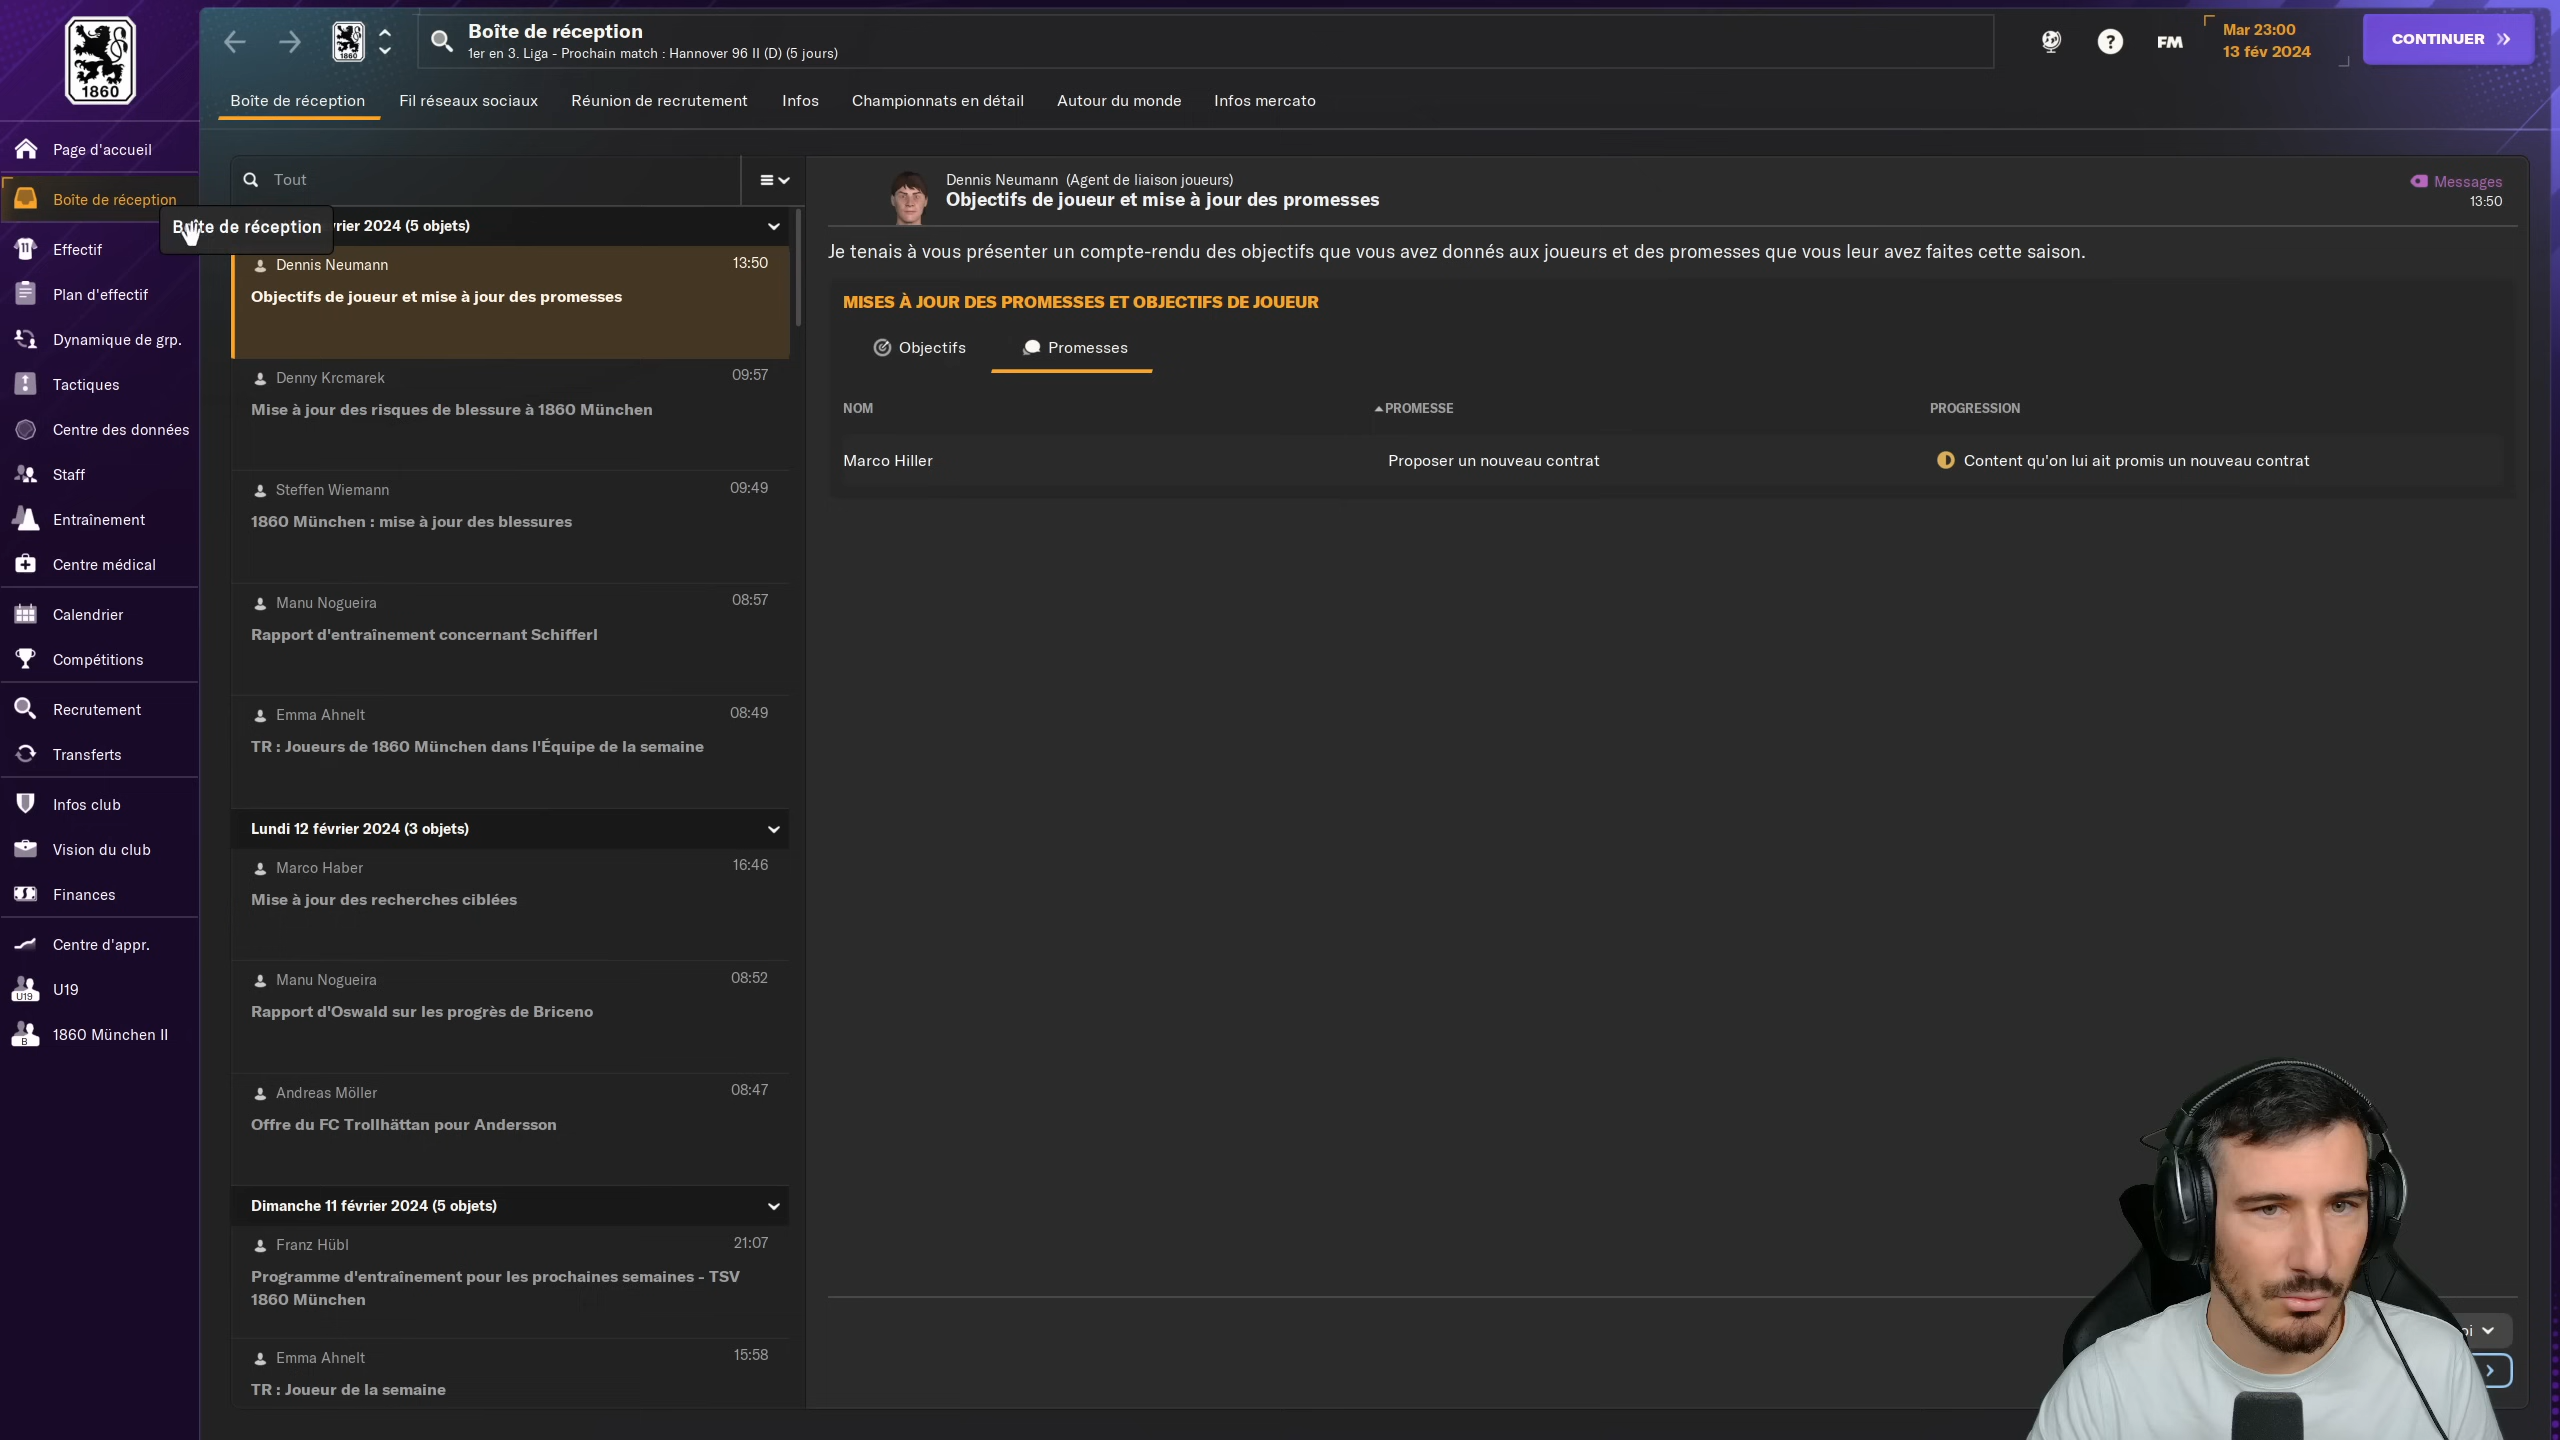 1860
Boîte de réception
1er en 3. Liga - Prochain match : Hannover 96 II (D) (5 jours)
FM
Mar 23:00
13 fév 2024
CONTINUER
Boîte de réception
Fil réseaux sociaux
Réunion de recrutement
Infos
Championnats en détail
Autour du monde
Infos mercato
Page d'accueil
Boîte de réception
Boîte de réception
Effectif
Plan d'effectif
Dynamique de grp.
Tactiques
Centre des données
Staff
Entraînement
Centre médical
Calendrier
Compétitions
Recrutement
Transferts
Infos club
Vision du club
Finances
Centre d'appr.
U19
U19
B
1860 München II
Tout
vrier 2024 (5 objets)
Dennis Neumann
13:50
Objectifs de joueur et mise à jour des promesses
Denny Krcmarek
09:57
Mise à jour des risques de blessure à 1860 München
Steffen Wiemann
09:49
1860 München : mise à jour des blessures
Manu Nogueira
08:57
Rapport d'entraînement concernant Schifferl
Emma Ahnelt
08:49
TR : Joueurs de 1860 München dans l'Équipe de la semaine
Lundi 12 février 2024 (3 objets)
Marco Haber
16:46
Mise à jour des recherches ciblées
Manu Nogueira
08:52
Rapport d'Oswald sur les progrès de Briceno
Andreas Möller
08:47
Offre du FC Trollhättan pour Andersson
Dimanche 11 février 2024 (5 objets)
Franz Hübl
21:07
Programme d'entraînement pour les prochaines semaines - TSV
1860 München
Emma Ahnelt
15:58
TR : Joueur de la semaine
Dennis Neumann (Agent de liaison joueurs)
Objectifs de joueur et mise à jour des promesses
Messages
13:50
Je tenais à vous présenter un compte-rendu des objectifs que vous avez donnés aux joueurs et des promesses que vous leur avez faites cette saison.
MISES À JOUR DES PROMESSES ET OBJECTIFS DE JOUEUR
Objectifs
Promesses
NOM
PROMESSE
PROGRESSION
Marco Hiller
Proposer un nouveau contrat
Content qu'on lui ait promis un nouveau contrat